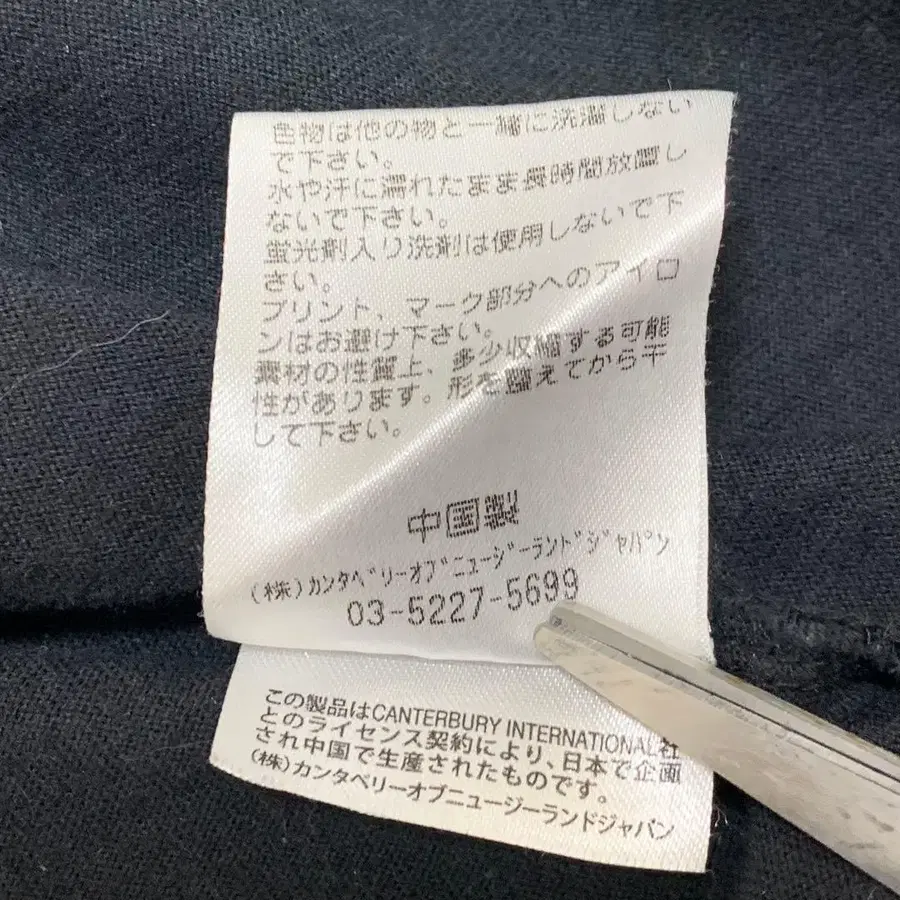 色物は他の物と一緒に洗濯しない
で下さい。
水や汗に濡れたまま長時間放置し
ないで下さい。
蛍光剤入り洗剤は使用しないで下
さい。
プリント、マーク部分へのアイロ
ンはお避け下さい。
素材の性質上、多少収縮する可能
性があります。形を整えてから干
して下さい。
中国製
(株)カンタベリーオブニュージーランドジャパン
03-5227-5699
この製品はCANTERBURY INTERNATIONAL社
とのライセンス契約により、日本で企画
され中国で生産されたものです。
(株)カンタベリーオブニュージーランドジャパン